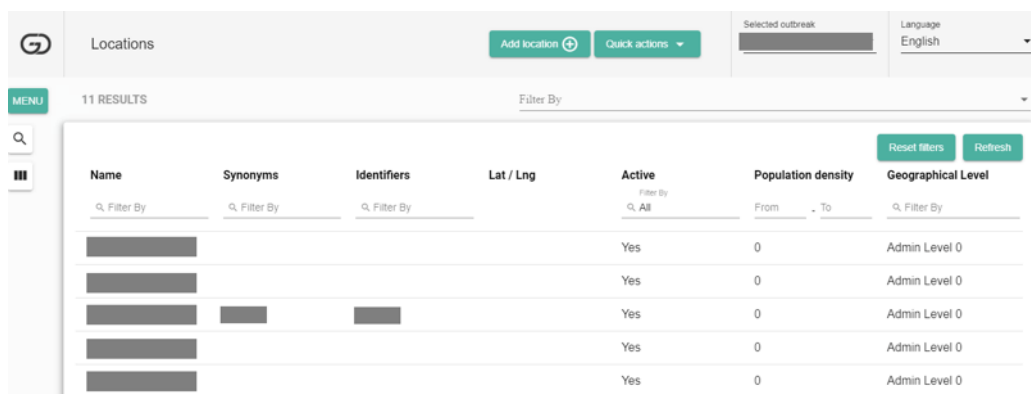 Locations
Add location
Quick actions
Selected outbreak
Language
English
MENU
11 RESULTS
Filter By
Reset filters
Refresh
Name Synonyms Identifiers Lat / Lng Active Population density Geographical Level
Filter By
Filter By Filter By Filter By All From - To Filter By
Yes 0 Admin Level 0
Yes 0 Admin Level 0
Yes 0 Admin Level 0
Yes 0 Admin Level 0
Yes 0 Admin Level 0